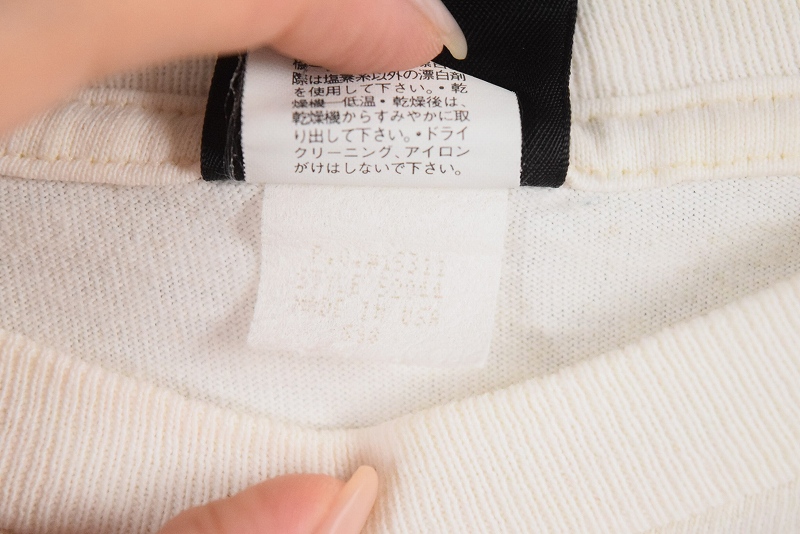 際は塩素系以外の漂白剤
を使用して下さい。・乾
燥機―低温・乾燥後は、
乾燥機からすみやかに取
り出して下さい。・ドライ
クリーニング、アイロン
がけはしないで下さい。
STYLE
MADE IN USA